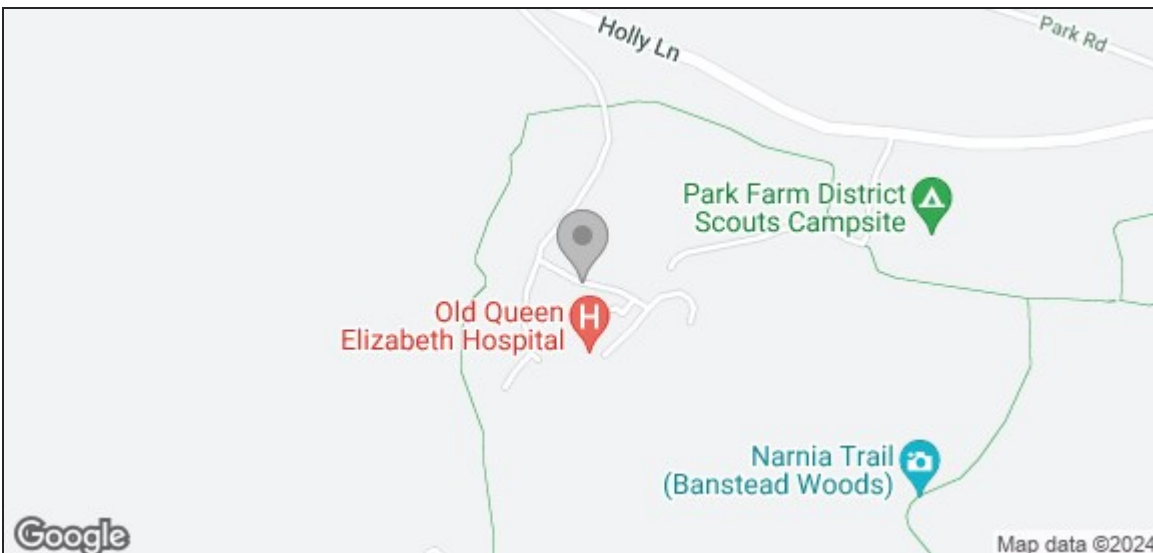 Holly Ln
Park Rd
Park Farm District
Scouts Campsite
Old Queen
Elizabeth Hospital
H
Narnia Trail
(Banstead Woods)
Google
Map data ©2024